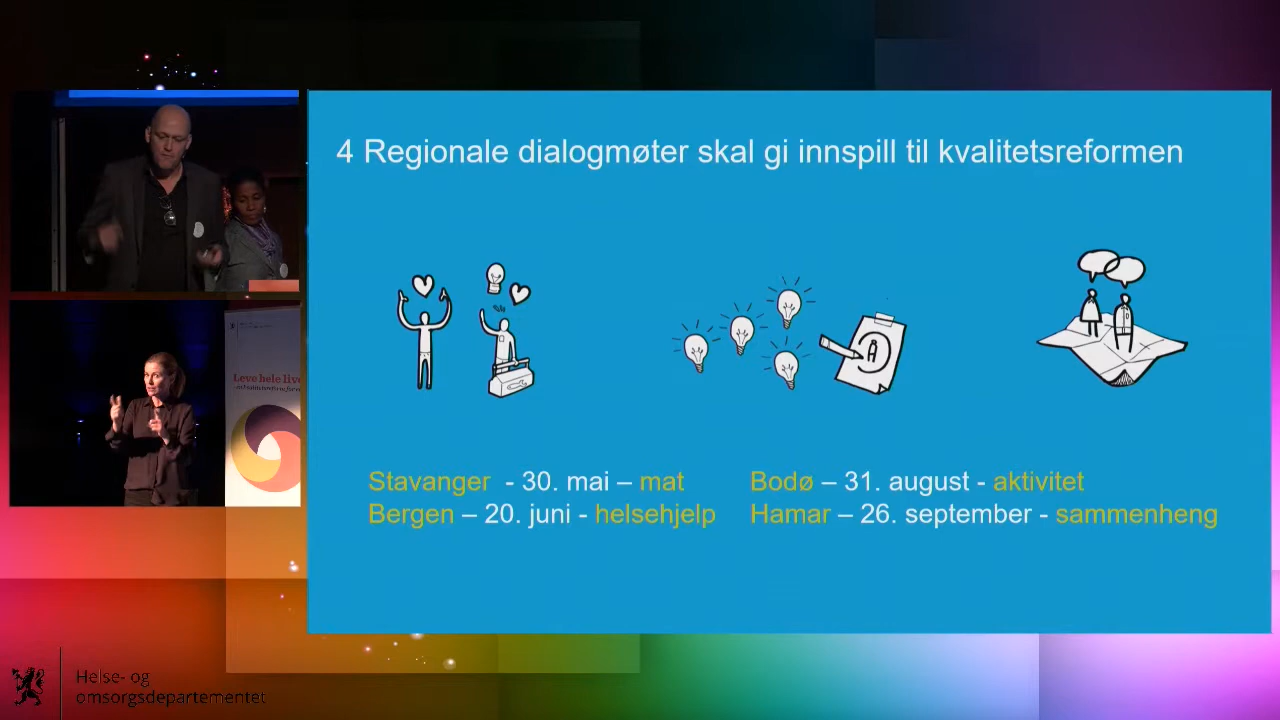 4 Regionale dialogmøter skal gi innspill til kvalitetsreformen
Stavanger - 30. mai – mat
Bergen – 20. juni - helsehjelp
Bodø – 31. august - aktivitet
Hamar – 26. september - sammenheng
Leve hele
Helse- og
omsorgsdepartementet